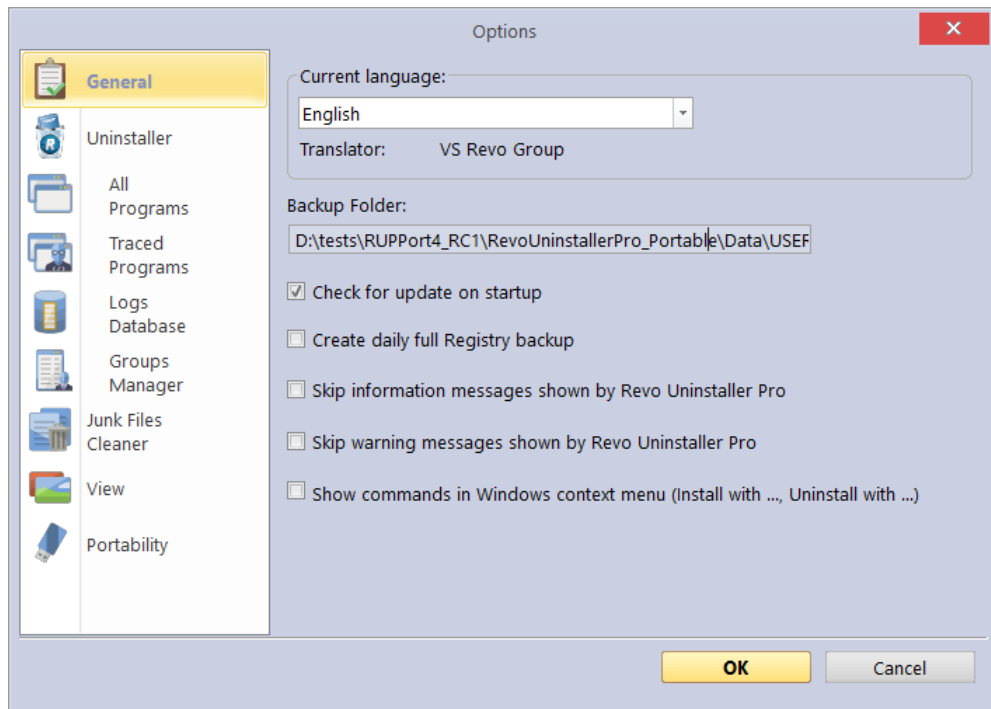 Options
General
Uninstaller
All
Programs
Traced
Programs
Logs
Database
Groups
Manager
Junk Files
Cleaner
View
Portability
Current language:
English
Translator: VS Revo Group
Backup Folder:
D:\tests\RUPPort4_RC1\RevoUninstallerPro_Portable\Data\USER
Check for update on startup
Create daily full Registry backup
Skip information messages shown by Revo Uninstaller Pro
Skip warning messages shown by Revo Uninstaller Pro
Show commands in Windows context menu (Install with ..., Uninstall with ...)
OK
Cancel